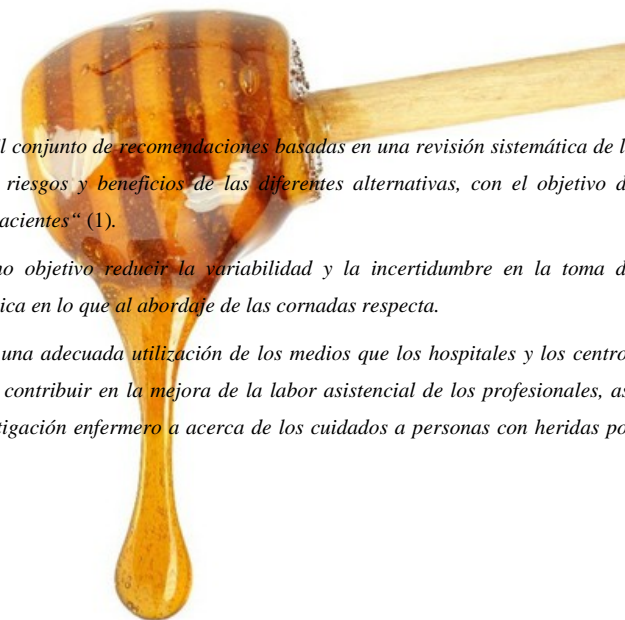 l conjunto de recomendaciones basadas en una revisión sistemática de l
riesgos y beneficios de las diferentes alternativas, con el objetivo d
acientes“ (1).
no objetivo reducir la variabilidad y la incertidumbre en la toma d
ica en lo que al abordaje de las cornadas respecta.
una adecuada utilización de los medios que los hospitales y los centro
contribuir en la mejora de la labor asistencial de los profesionales, as
tigación enfermero a acerca de los cuidados a personas con heridas po